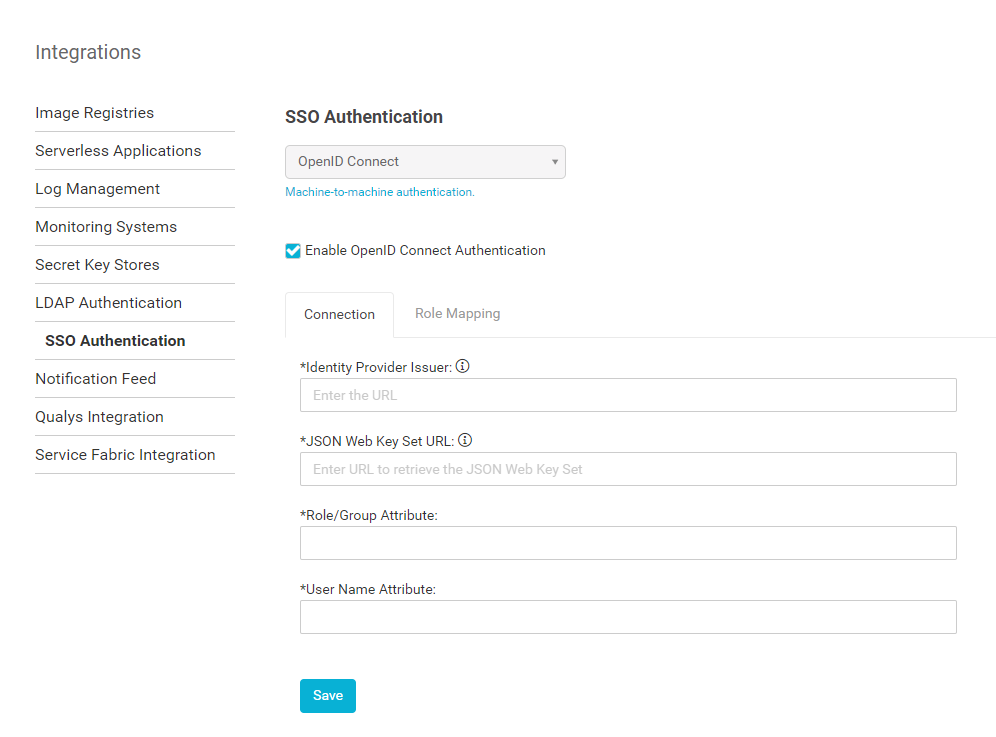 Integrations
Image Registries
Serverless Applications
Log Management
Monitoring Systems
Secret Key Stores
LDAP Authentication
SSO Authentication
Notification Feed
Qualys Integration
Service Fabric Integration
SSO Authentication
OpenID Connect
Machine-to-machine authentication.
Enable OpenID Connect Authentication
Connection Role Mapping
*Identity Provider Issuer:
Enter the URL
*JSON Web Key Set URL:
Enter URL to retrieve the JSON Web Key Set
*Role/Group Attribute:
*User Name Attribute:
Save